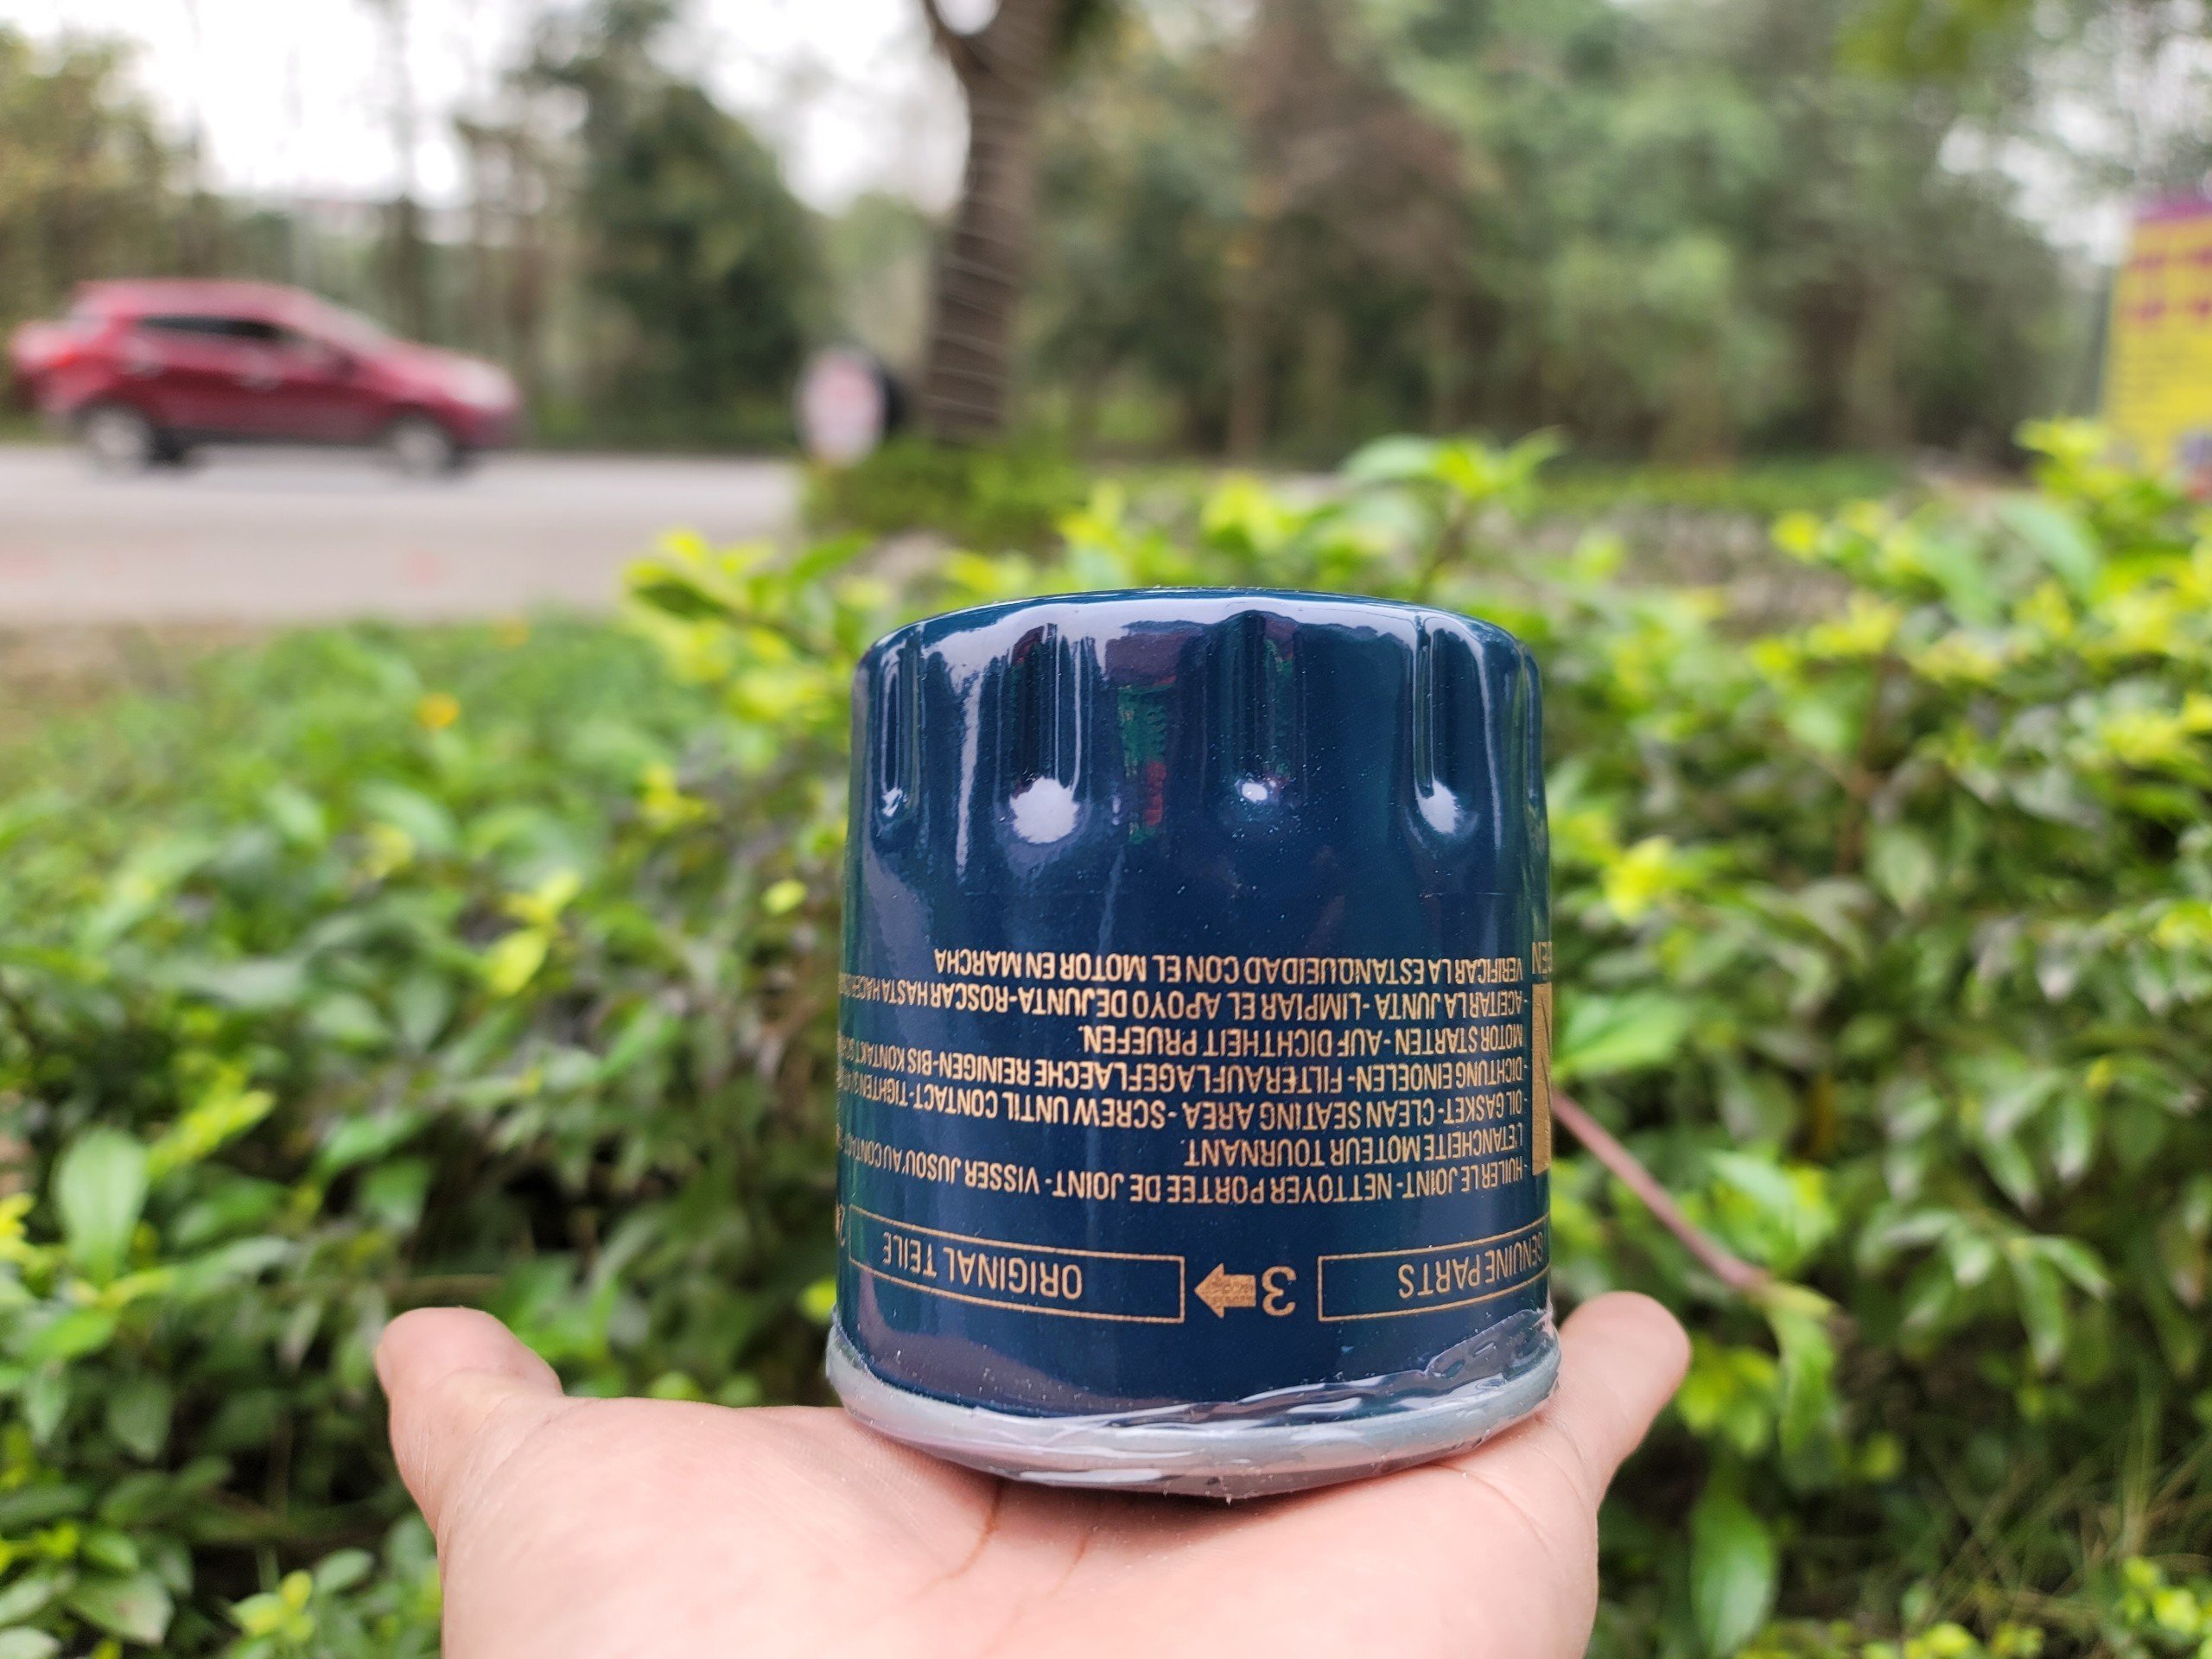 GENUINE PARTS
3
ORIGINAL TEILE
- HUILER LE JOINT - NETTOYER PORTEE DE JOINT - VISSER JUSQU'AU
L'ETANCHEITE MOTEUR TOURNANT.
- OIL GASKET - CLEAN SEATING AREA - SCREW UNTIL CONTACT - TIGHTEN
- DICHTUNG EINOELEN - FILTERAUFLAGEFLAECHE REINIGEN - BIS KONTAKT
MOTOR STARTEN - AUF DICHTHEIT PRUEFEN.
- ACEITAR LA JUNTA - LIMPIAR EL APOYO DE JUNTA - ROSCAR HASTA
VERIFICAR LA ESTANQUEIDAD CON EL MOTOR EN MARCHA